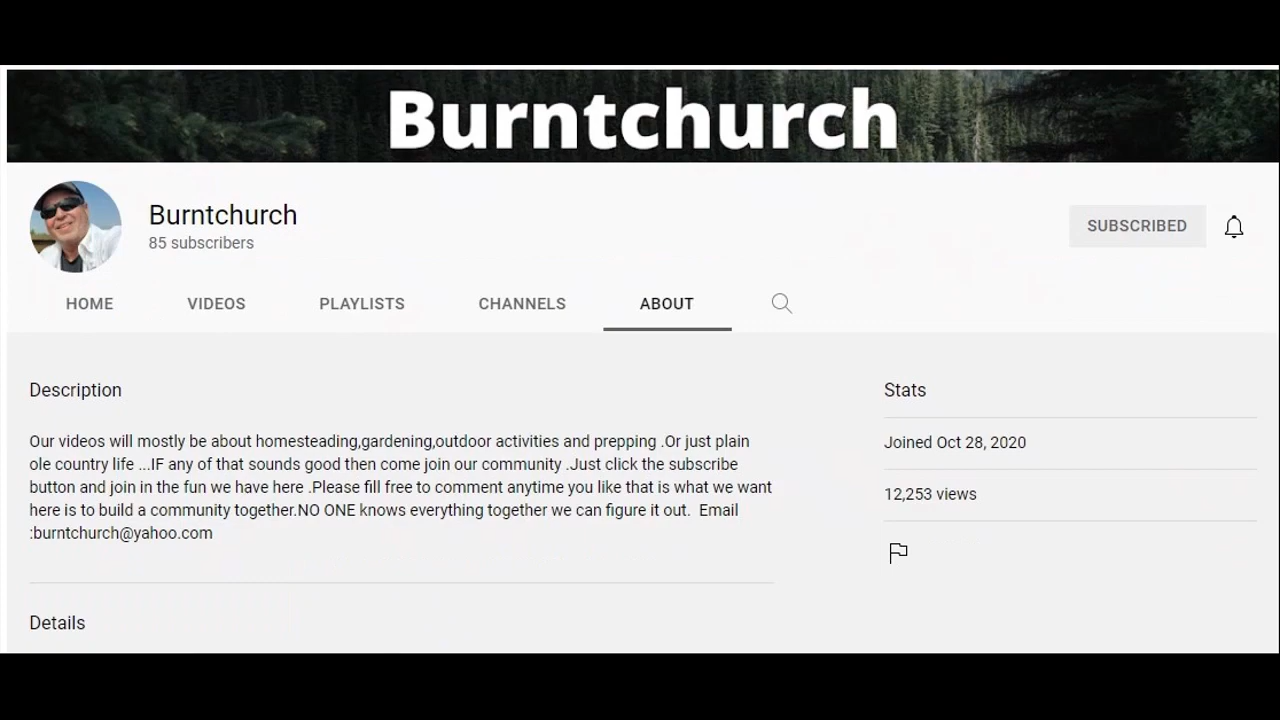 Burntchurch
Burntchurch
85 subscribers
SUBSCRIBED
HOME VIDEOS PLAYLISTS CHANNELS ABOUT
Description
Our videos will mostly be about homesteading,gardening,outdoor activities and prepping .Or just plain
ole country life ...IF any of that sounds good then come join our community .Just click the subscribe
button and join in the fun we have here .Please fill free to comment anytime you like that is what we want
here is to build a community together.NO ONE knows everything together we can figure it out.  Email
:burntchurch@yahoo.com
Details
Stats
Joined Oct 28, 2020
12,253 views